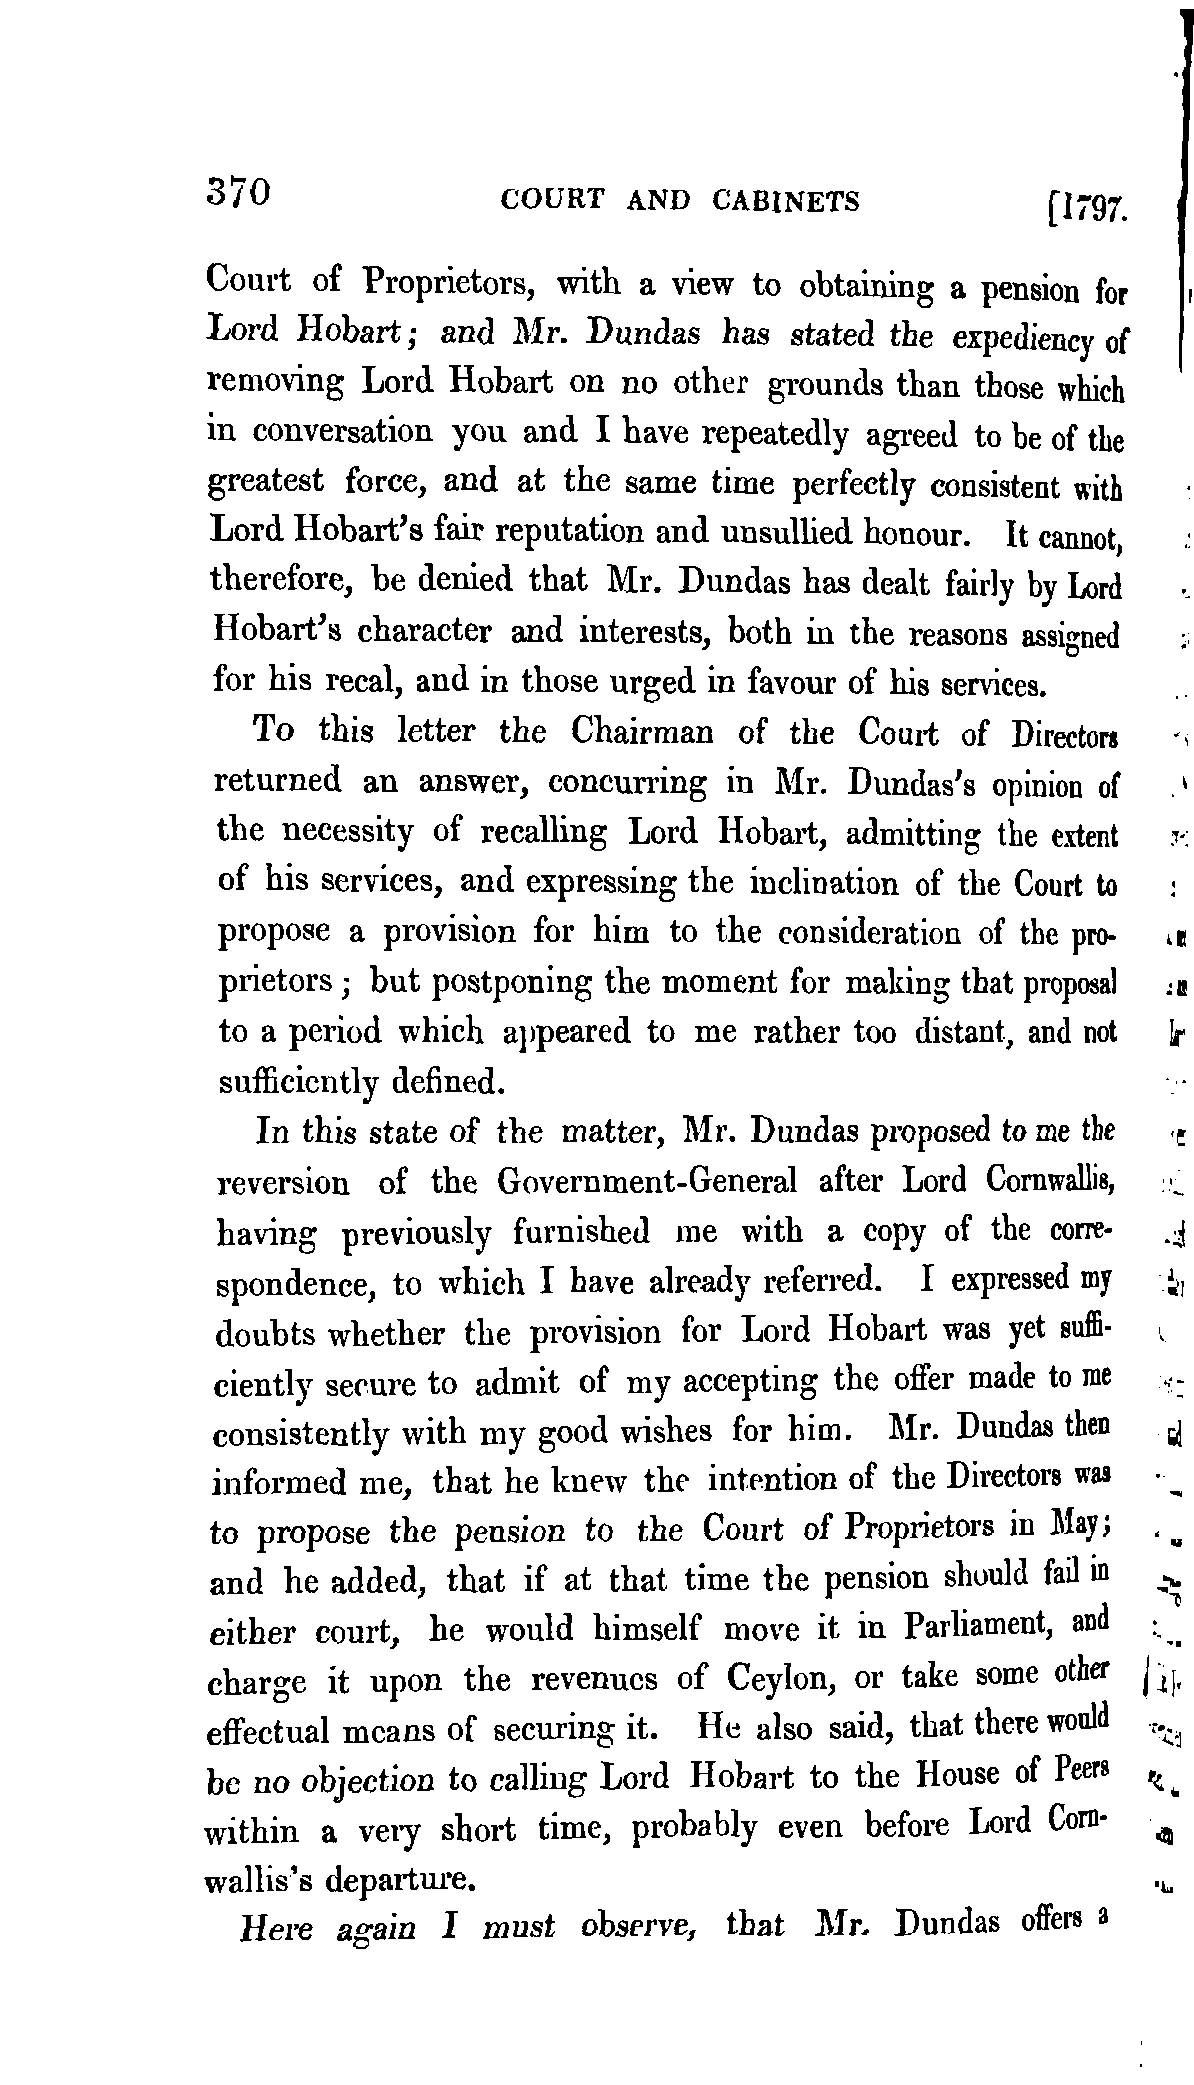 370 COURT AND CABINETS [1797.
Court of Proprietors, with a view to obtaining a pension for
Lord Hobart; and Mr. Dundas has stated the expediency of
removing Lord Hobart on no other grounds than those which
in conversation you and I have repeatedly agreed to be of the
greatest force, and at the same time perfectly consistent with
Lord Hobart's fair reputation and unsullied honour. It cannot,
therefore, be denied that Mr. Dundas has dealt fairly by Lord
Hobart's character and interests, both in the reasons assigned
for his recal, and in those urged in favour of his services.
To this letter the Chairman of the Court of Directors
returned an answer, concurring in Mr. Dundas's opinion of
the necessity of recalling Lord Hobart, admitting the extent
of his services, and expressing the inclination of the Court to
propose a provision for him to the consideration of the pro-
prietors; but postponing the moment for making that proposal
to a period which appeared to me rather too distant, and not
sufficiently defined.
In this state of the matter, Mr. Dundas proposed to me the
reversion of the Government-General after Lord Cornwallis,
having previously furnished me with a copy of the corre-
spondence, to which I have already referred. I expressed my
doubts whether the provision for Lord Hobart was yet suffi-
ciently secure to admit of my accepting the offer made to me
consistently with my good wishes for him. Mr. Dundas then
informed me, that he knew the intention of the Directors was
to propose the pension to the Court of Proprietors in May;
and he added, that if at that time the pension should fail in
either court, he would himself move it in Parliament, and
charge it upon the revenues of Ceylon, or take some other
effectual means of securing it. He also said, that there would
be no objection to calling Lord Hobart to the House of Peers
within a very short time, probably even before Lord Corn-
wallis's departure.
Here again I must observe, that Mr. Dundas offers a